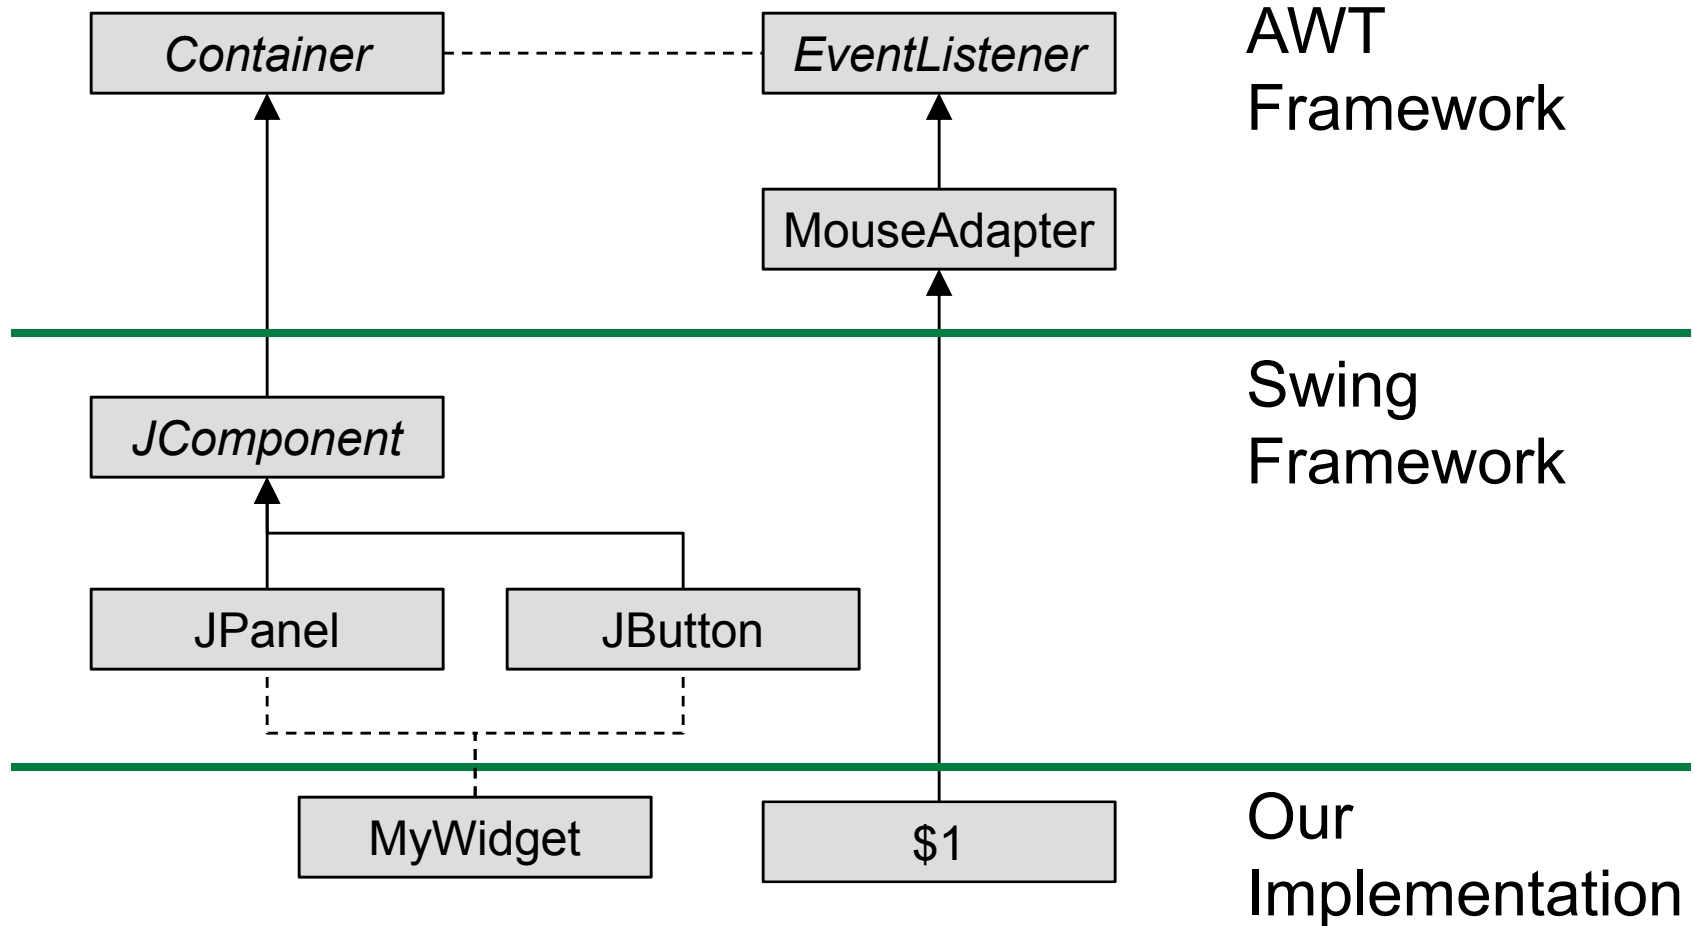 Container
EventListener
AWT
Framework
MouseAdapter
Swing
Framework
JComponent
JPanel
JButton
MyWidget
$1
Our
Implementation